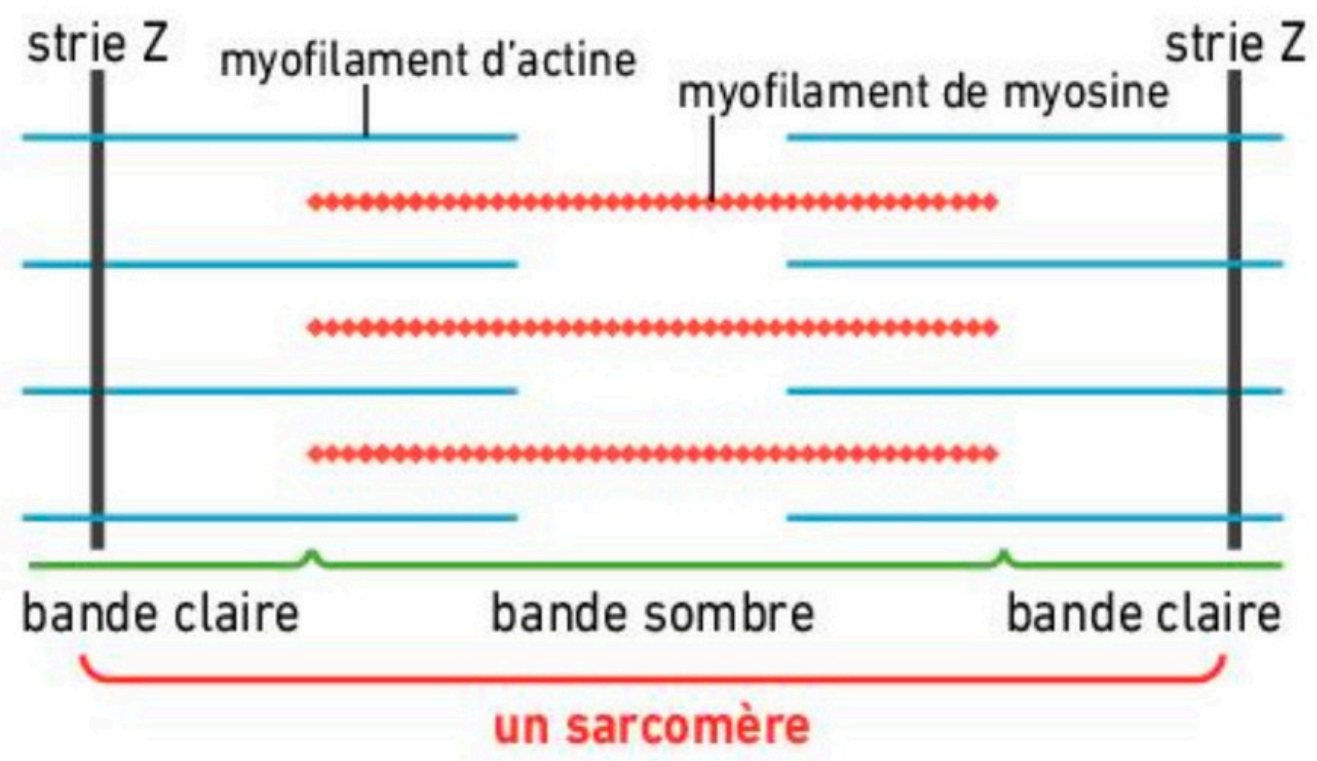 strie Z
myofilament d'actine
strie Z
myofilament de myosine
bande claire
bande sombre
bande claire
un sarcomère